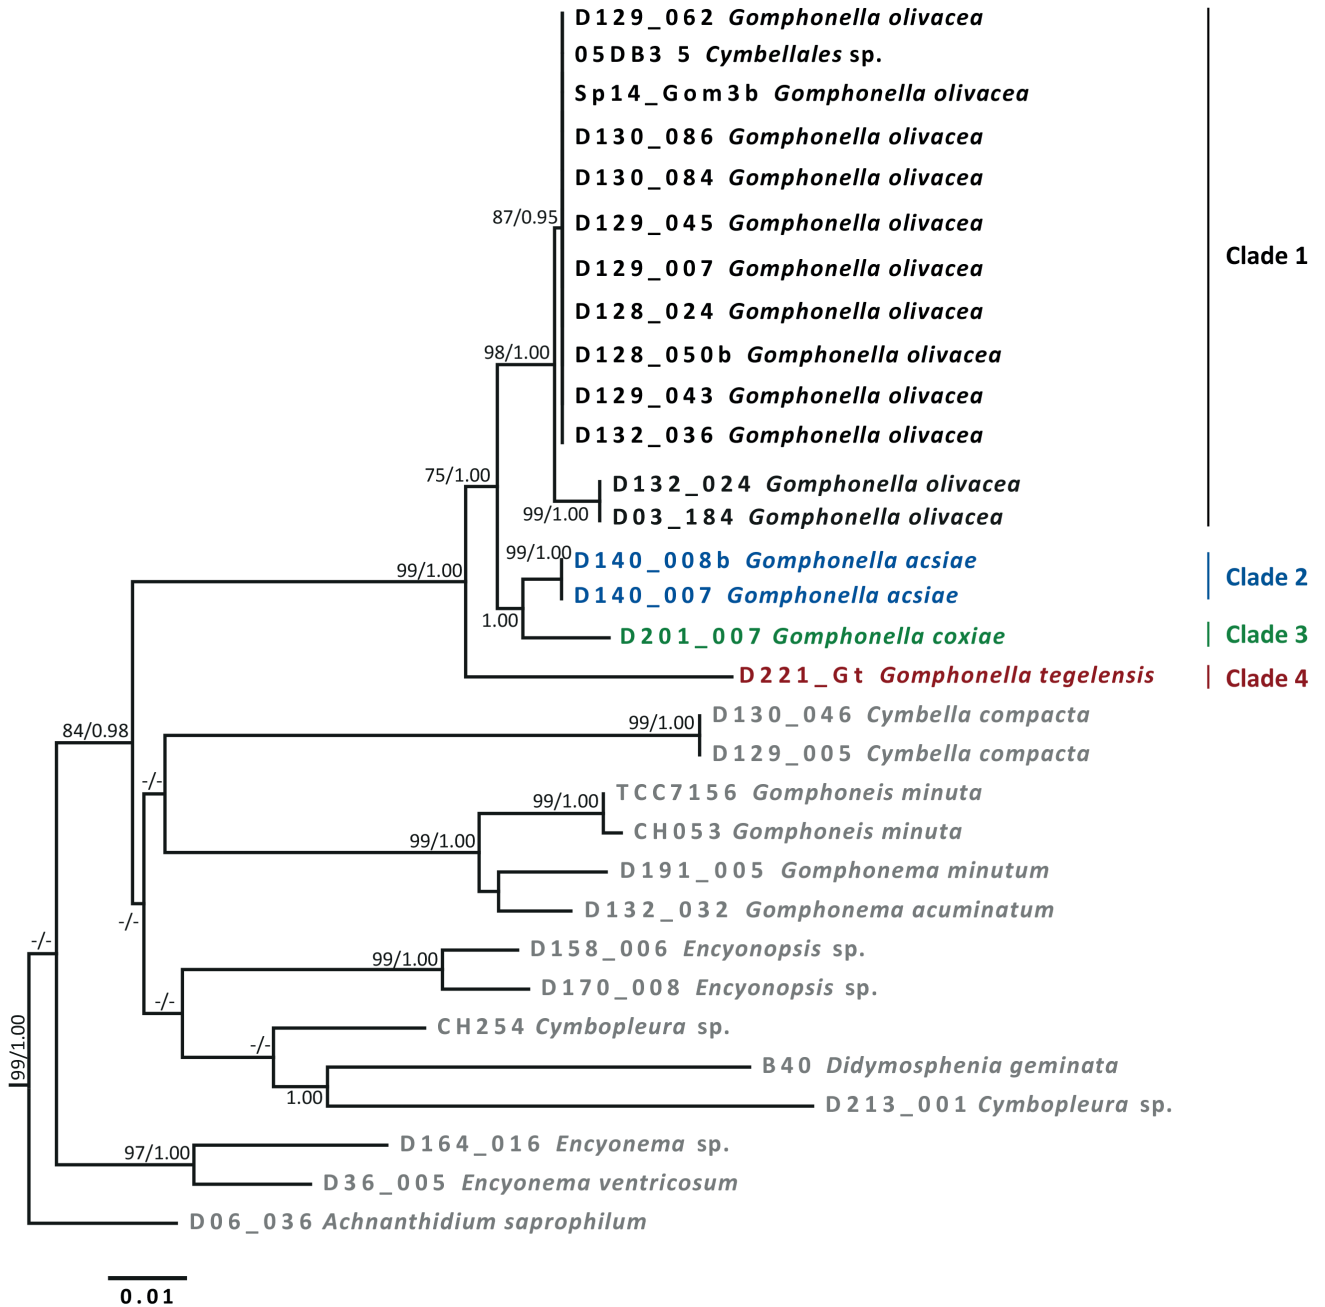 D129_062 Gomphonella olivacea
05DB3 5 Cymbellales sp.
Sp14_Gom3b Gomphonella olivacea
D130_086 Gomphonella olivacea
D130_084 Gomphonella olivacea
87/0.95
D129_045 Gomphonella olivacea
Clade 1
D129_007 Gomphonella olivacea
D128_024 Gomphonella olivacea
98/1.00
D128_050b Gomphonella olivacea
D129_043 Gomphonella olivacea
D132_036 Gomphonella olivacea
75/1.00
D132_024 Gomphonella olivacea
99/1.00
D03_184 Gomphonella olivacea
99/1.00
D140_008b Gomphonella acsiae
99/1.00
Clade 2
D140_007 Gomphonella acsiae
1.00
D201_007 Gomphonella coxiae
Clade 3
D221_Gt Gomphonella tegelensis
Clade 4
D130_046 Cymbella compacta
99/1.00
84/0.98
D129_005 Cymbella compacta
-/-
TCC7156 Gomphoneis minuta
99/1.00
CH053 Gomphoneis minuta
99/1.00
D191_005 Gomphonema minutum
D132_032 Gomphonema acuminatum
-/-
-/-
D158_006 Encyonopsis sp.
99/1.00
D170_008 Encyonopsis sp.
-/-
CH254 Cymbopleura sp.
-/-
99/1.00
B40 Didymosphenia geminata
1.00
D213_001 Cymbopleura sp.
D164_016 Encyonema sp.
97/1.00
D36_005 Encyonema ventricosum
D06_036 Achnanthidium saprophilum
0.01